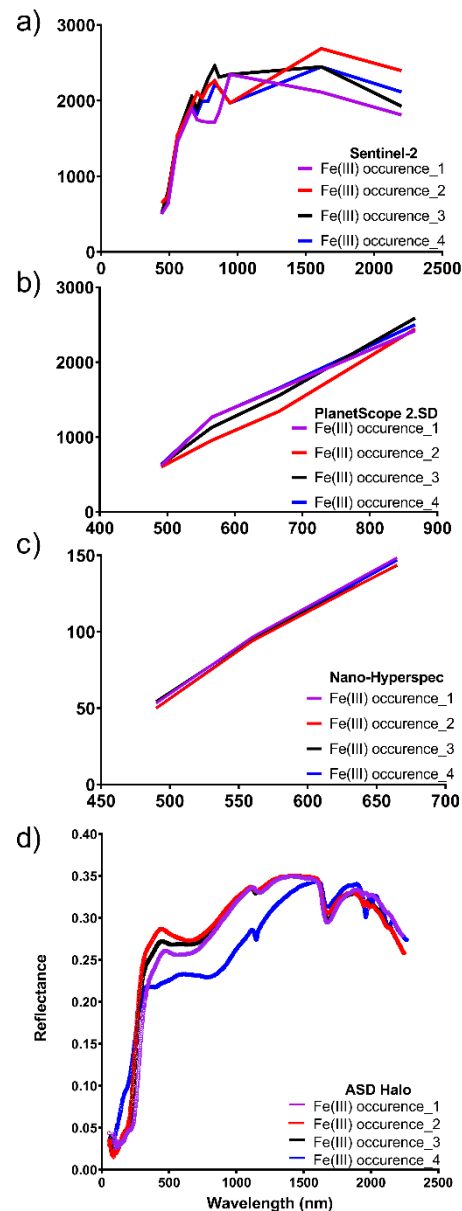 a)
3000
2000
1000
0
Sentinel-2
Fe(III) occurence_1
Fe(III) occurence_2
Fe(III) occurence_3
Fe(III) occurence_4
0 500 1000 1500 2000 2500
b)
3000
2000
1000
0
PlanetScope 2.SD
Fe(III) occurence_1
Fe(III) occurence_2
Fe(III) occurence_3
Fe(III) occurence_4
400 500 600 700 800 900
c)
150
100
50
0
Nano-Hyperspec
Fe(III) occurence_1
Fe(III) occurence_2
Fe(III) occurence_3
Fe(III) occurence_4
450 500 550 600 650 700
d)
0.40
0.35
0.30
0.25
0.20
0.15
0.10
0.05
0.00
Reflectance
ASD Halo
Fe(III) occurence_1
Fe(III) occurence_2
Fe(III) occurence_3
Fe(III) occurence_4
0 500 1000 1500 2000 2500
Wavelength (nm)